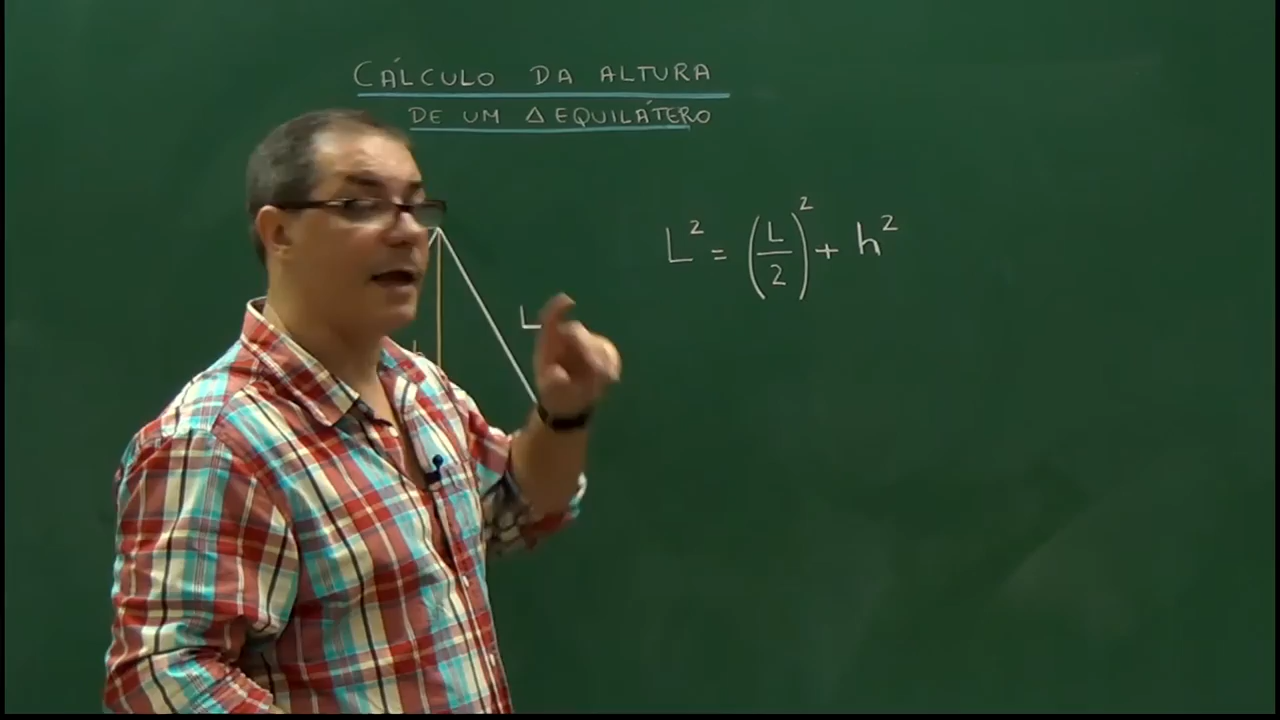 CÁLCULO DA ALTURA
DE UM Δ EQUILÁTERO
L² = (L/2)² + h²
L